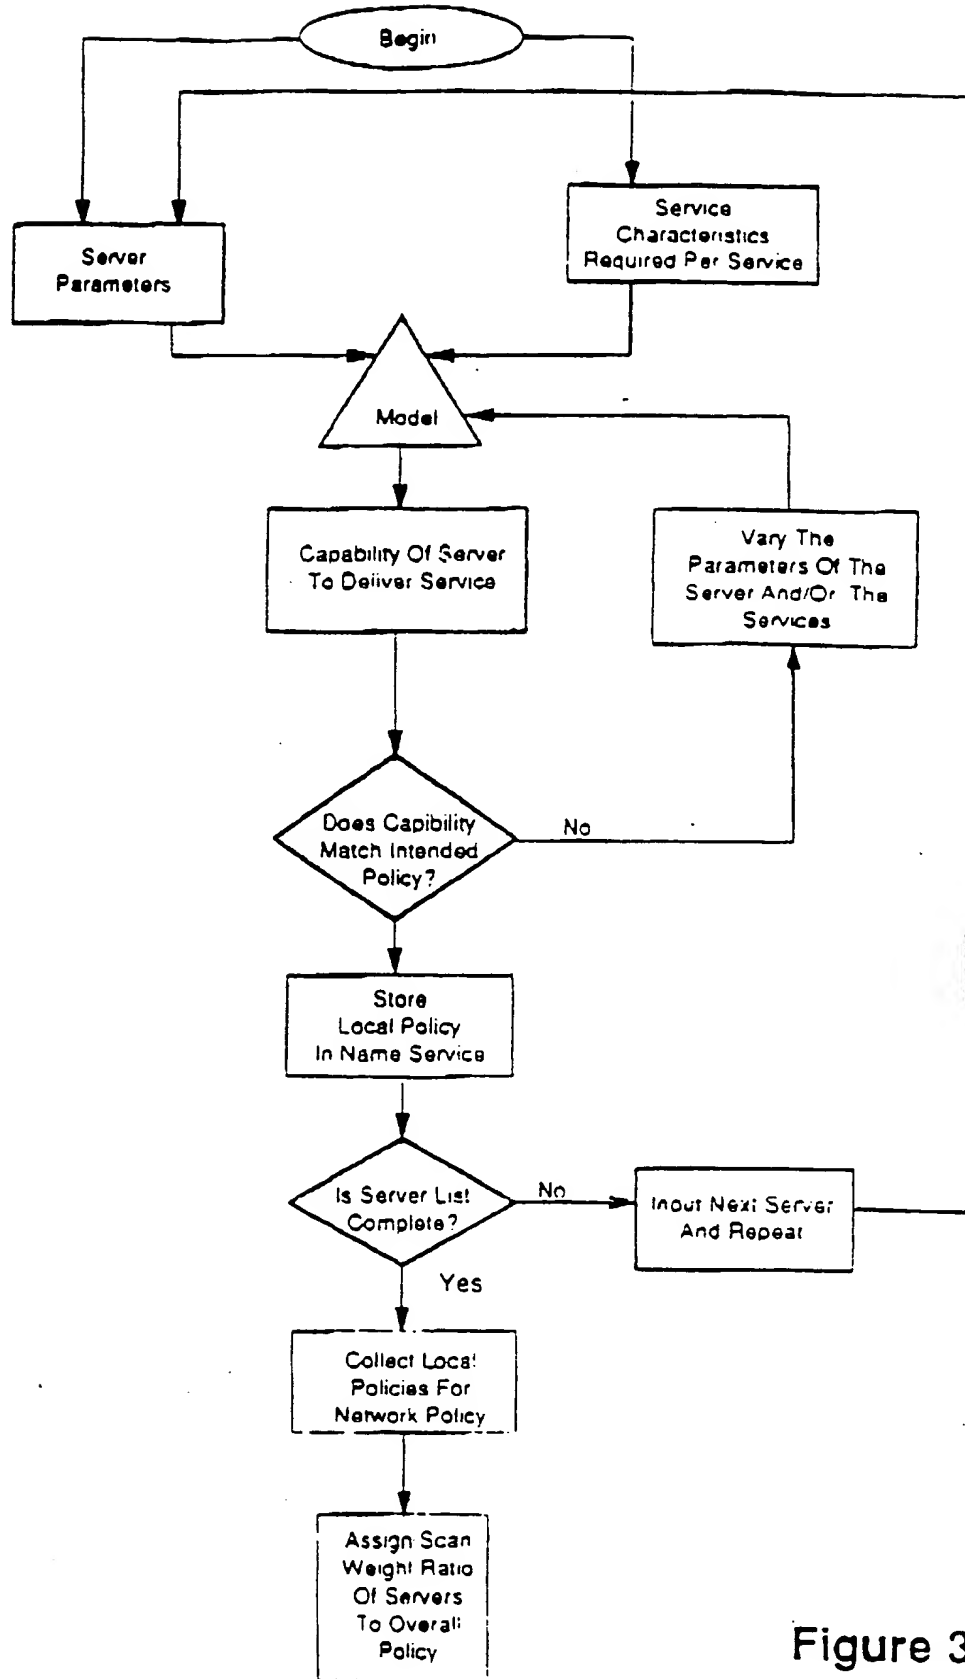 Begin
Service
Characteristics
Required Per Service
Server
Parameters
Model
Capability Of Server
To Deliver Service
Vary The
Parameters Of The
Server And/Or The
Services
Does Capibility
Match Intended
Policy?
No
Store
Local Policy
In Name Service
Is Server List
Complete?
No
Input Next Server
And Repeat
Yes
Collect Local
Policies For
Network Policy
Assign Scan
Weight Ratio
Of Servers
To Overall
Policy
Figure 3